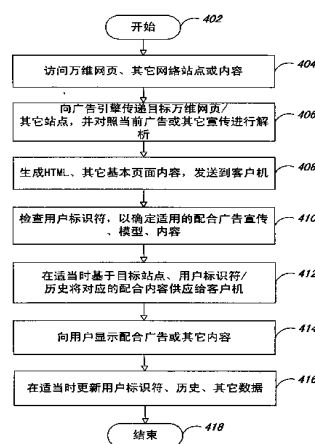 开始
402
访问万维网页、其它网络站点或内容
404
向广告引擎传递目标万维网页/
其它站点，并对照当前广告或其它宣传进行解
析
406
生成HTML、其它基本页面内容，发送到客户机
408
检查用户标识符，以确定适用的配合广告宣传
、模型、内容
410
在适当时基于目标站点、用户标识符/
历史将对应的配合内容供应给客户机
412
向用户显示配合广告或其它内容
414
在适当时更新用户标识符、历史、其它数据
416
结束
418